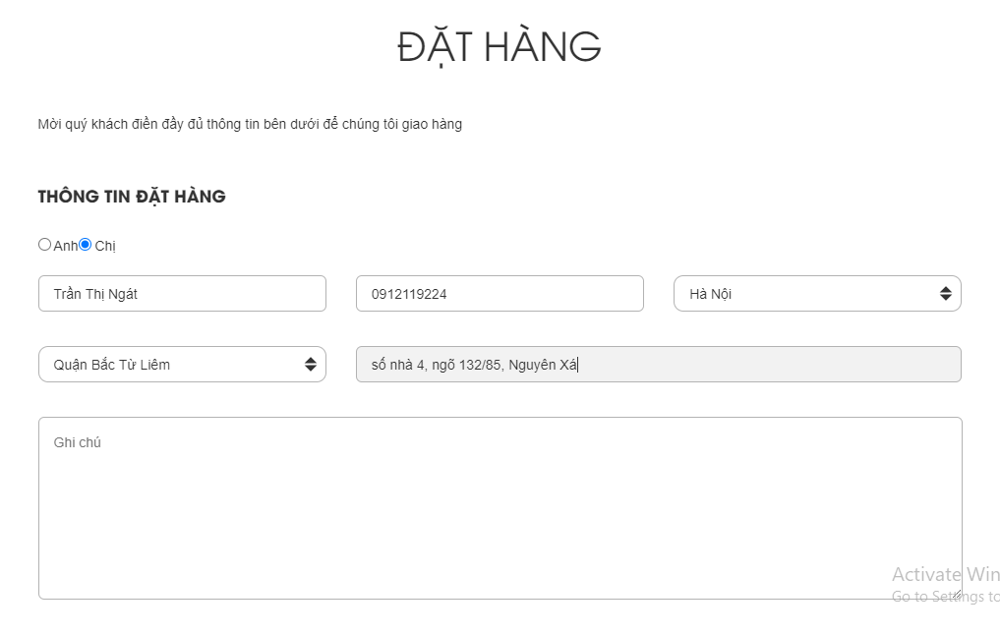 ĐẶT HÀNG
Mời quý khách điền đầy đủ thông tin bên dưới để chúng tôi giao hàng
THÔNG TIN ĐẶT HÀNG
Anh Chị
Trần Thị Ngát 0912119224 Hà Nội
Quận Bắc Từ Liêm số nhà 4, ngõ 132/85, Nguyên Xá
Ghi chú
Activate Win
Go to Settings to